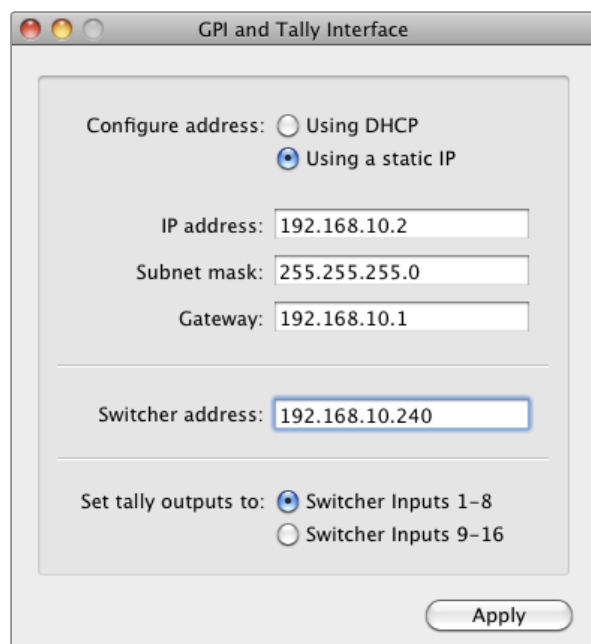 GPI and Tally Interface
Configure address: Using DHCP
Using a static IP
IP address: 192.168.10.2
Subnet mask: 255.255.255.0
Gateway: 192.168.10.1
Switcher address: 192.168.10.240
Set tally outputs to: Switcher Inputs 1–8
Switcher Inputs 9–16
Apply